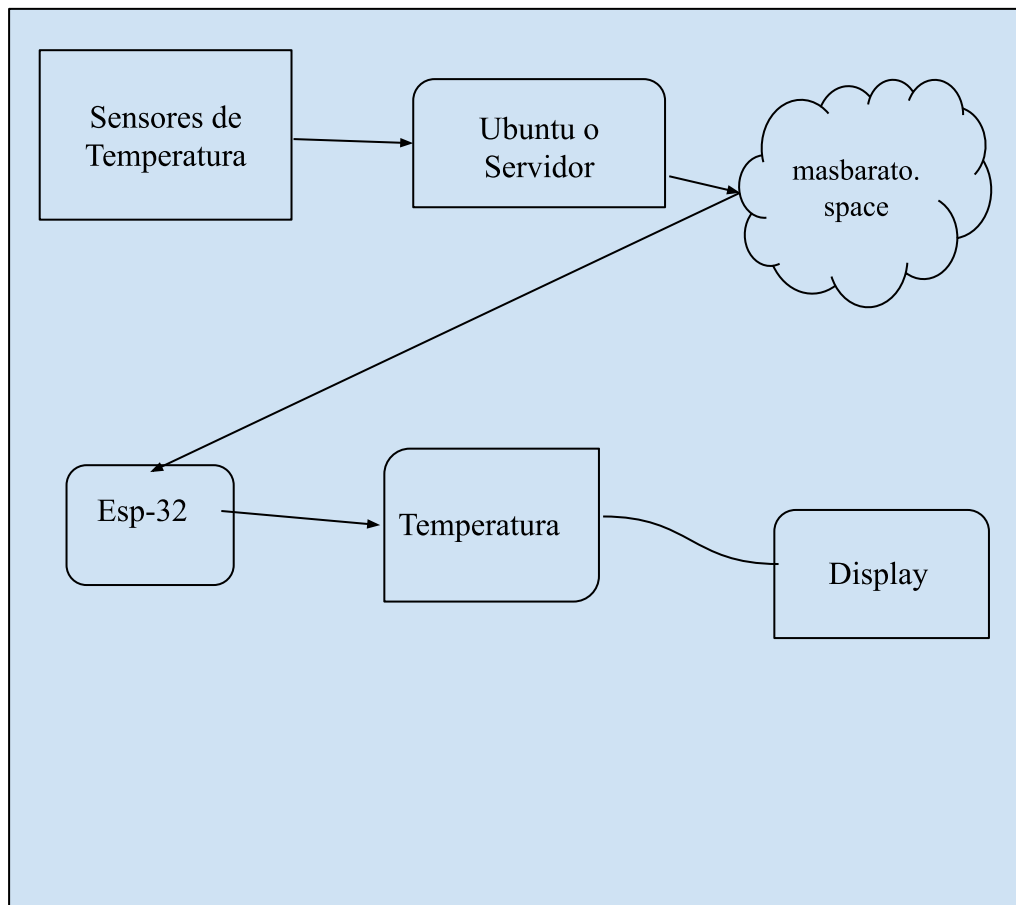 Sensores de
Temperatura
Ubuntu o
Servidor
masbarato.
space
Esp-32
Temperatura
Display